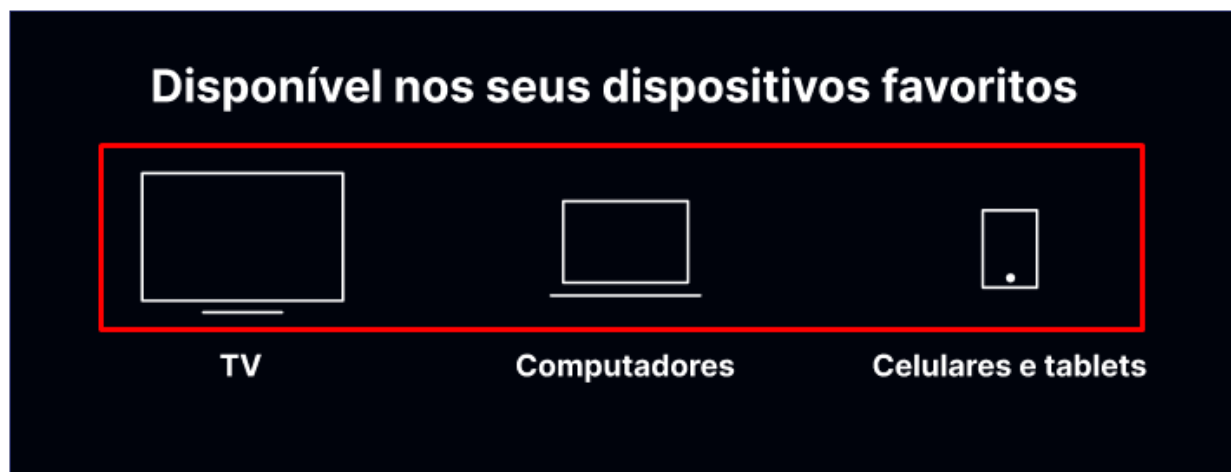 Disponível nos seus dispositivos favoritos
TV
Computadores
Celulares e tablets